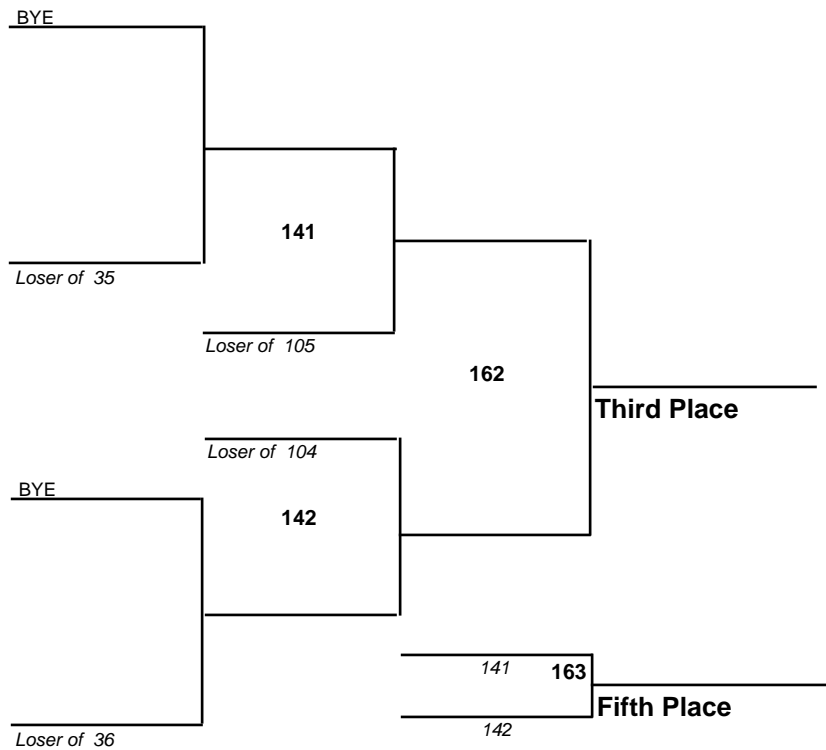 BYE
141
Loser of 35
Loser of 105
162
Third Place
Loser of 104
BYE
142
141
163
Fifth Place
142
Loser of 36